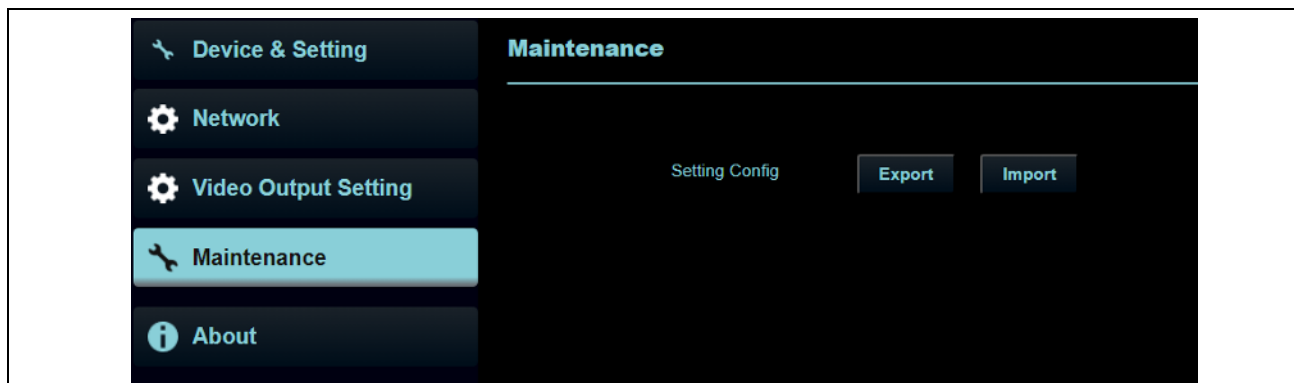 Device & Setting
Network
Video Output Setting
Maintenance
About
Maintenance
Setting Config
Export
Import